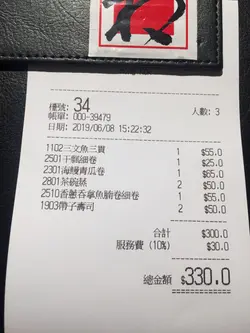 檯號: 34
人數: 3
帳單: 000-39479
日期: 2019/06/08 15:22:32
1102三文魚三貫 1 $55.0
2501干瓢細卷 1 $25.0
2301海鰻青瓜卷 1 $65.0
2801茶碗蒸 2 $50.0
2510香蔥吞拿魚腩卷細卷 1 $55.0
1903帶子壽司 2 $50.0
合計 $300.0
服務費 (10%) $30.0
總金額 $330.0